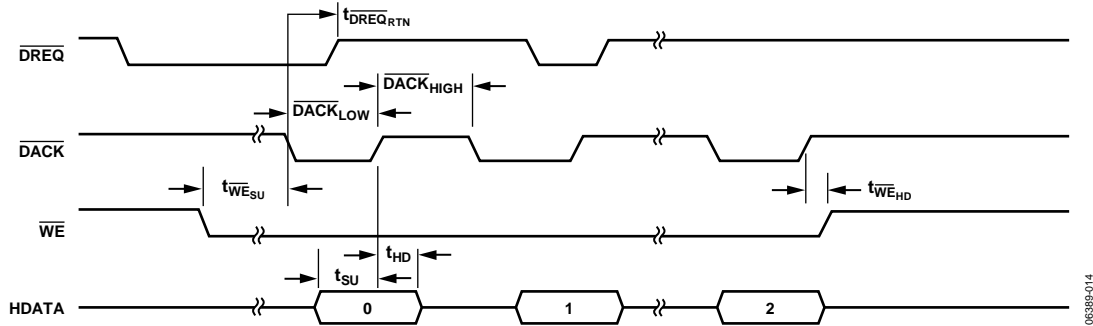 tDREQRTN
DREQ
DACKHIGH
DACKLOW
DACK
tWESU
tWEHD
WE
tHD
tSU
HDATA
0
1
2
06389-014